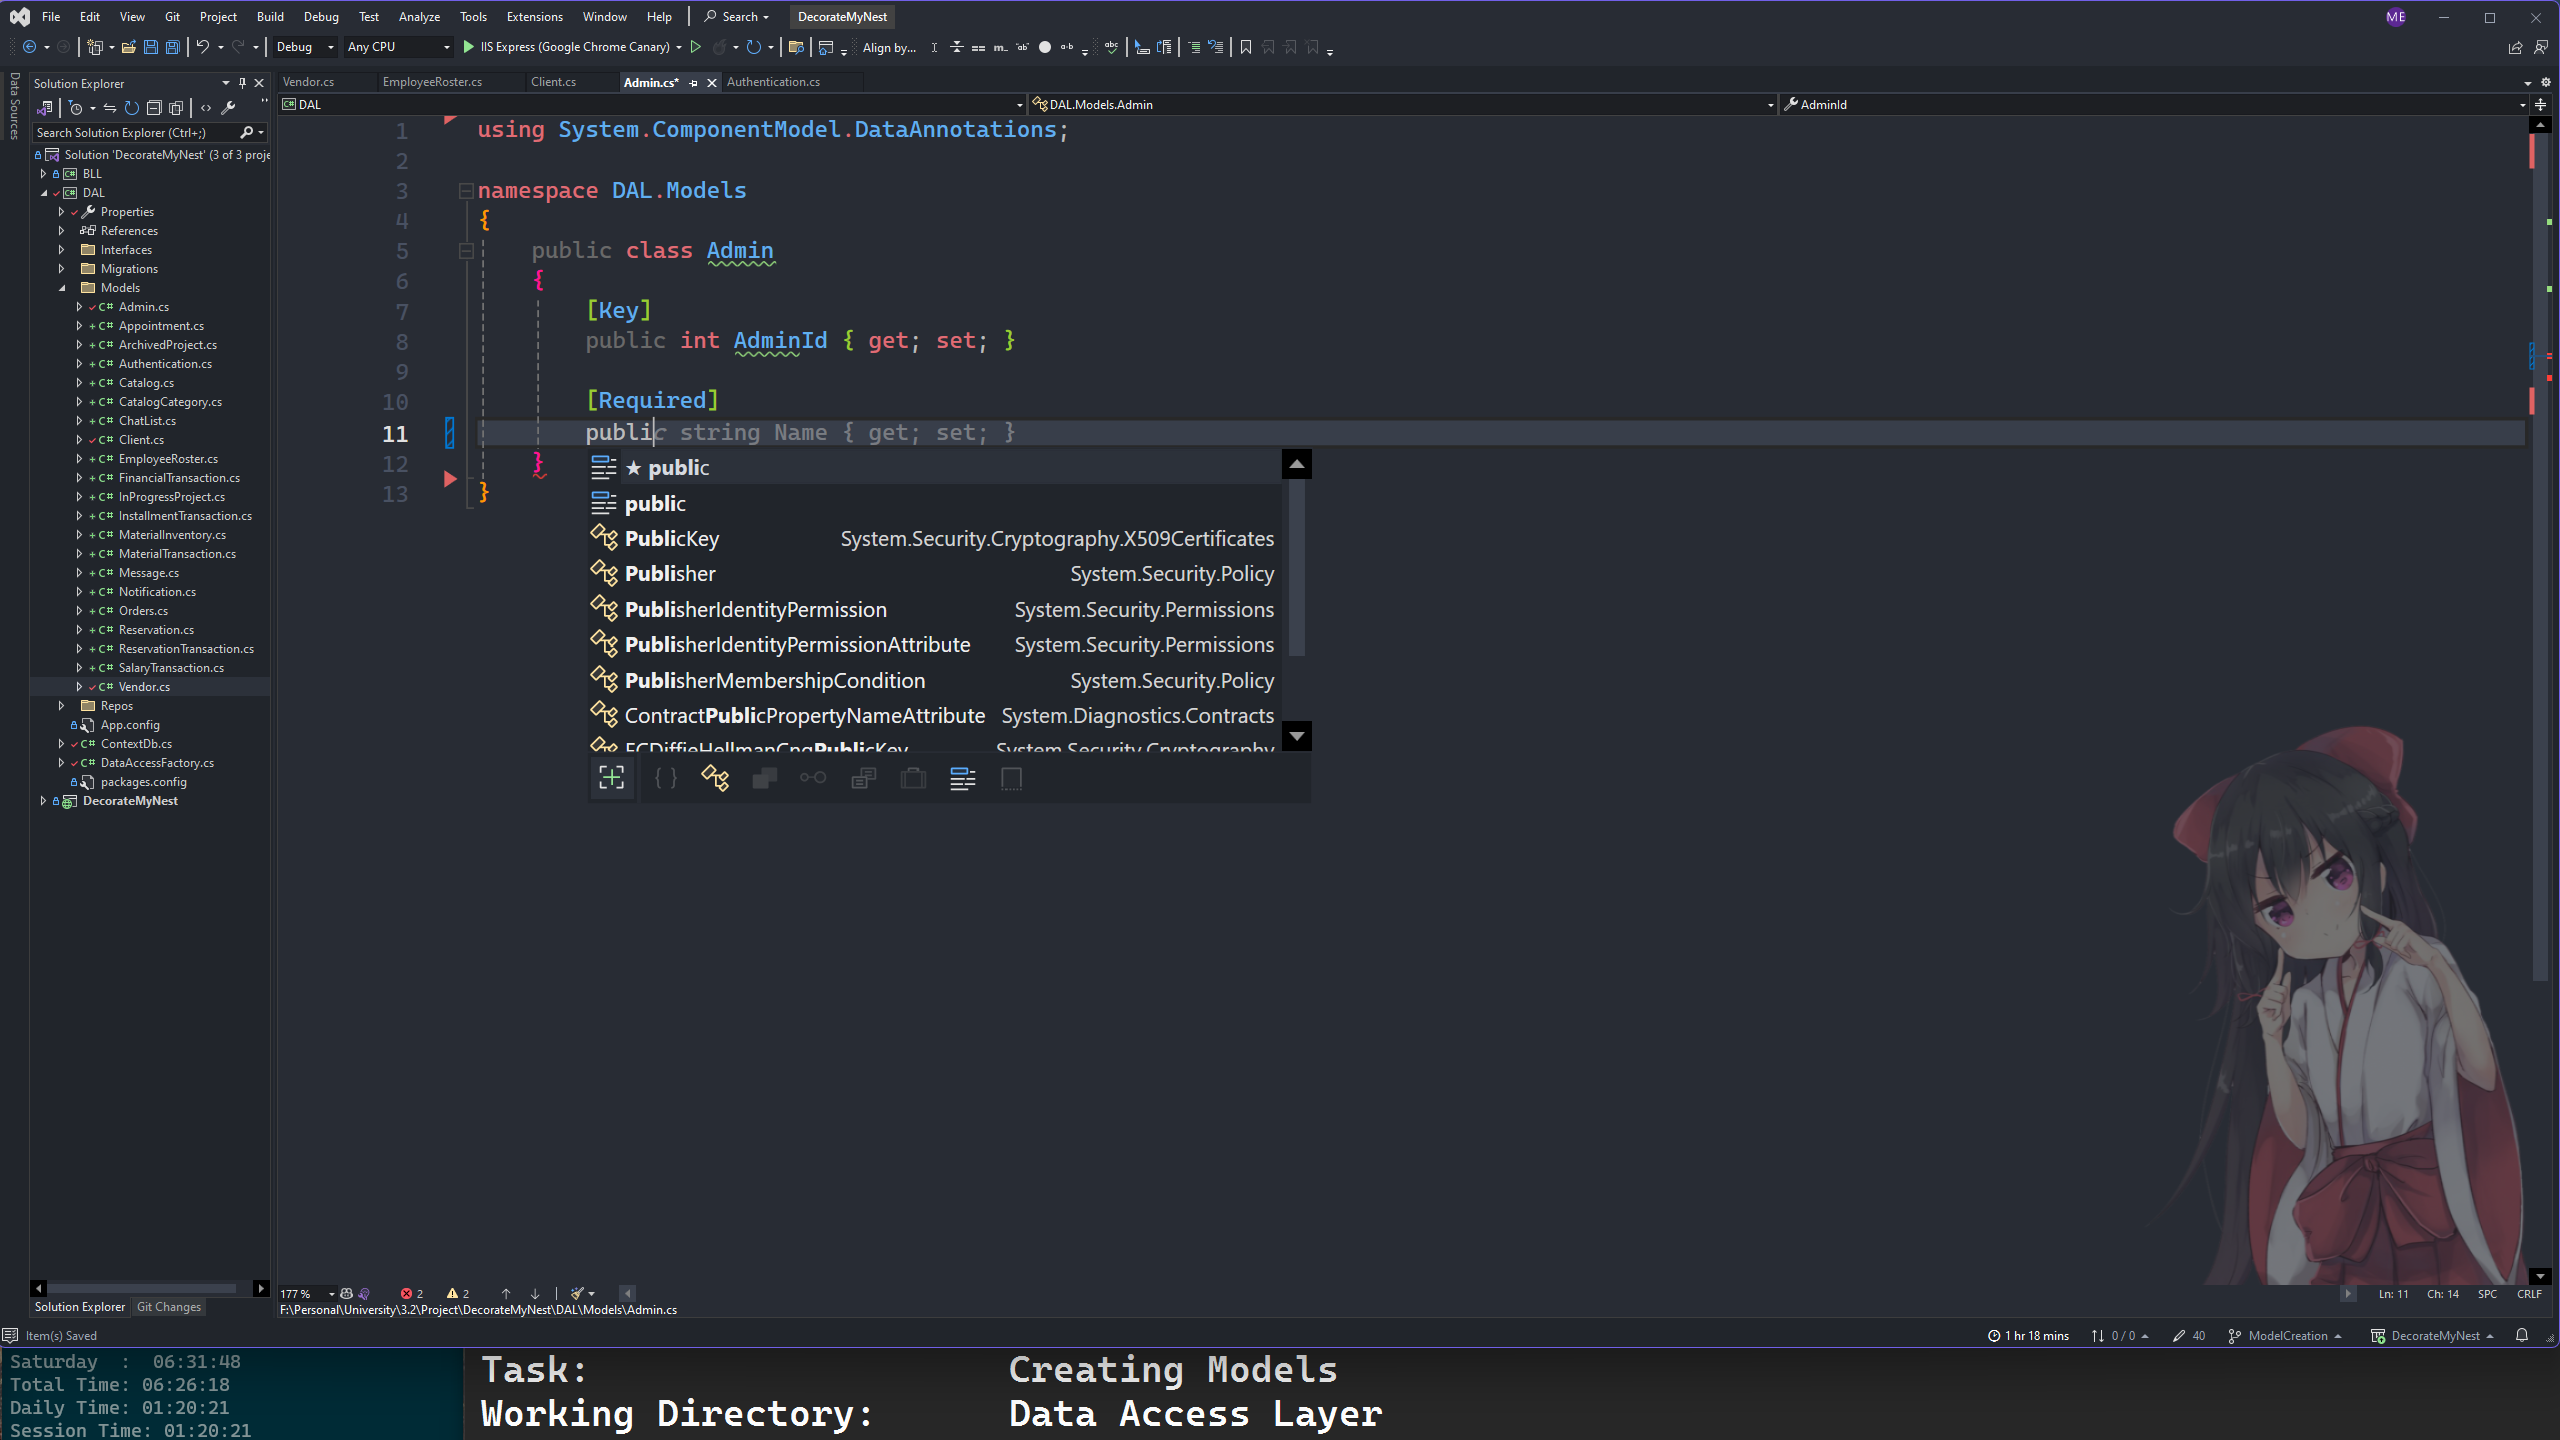 File Edit View Git Project Build Debug Test Analyze Tools Extensions Window Help Search DecorateMyNest ME
Debug Any CPU IIS Express (Google Chrome Canary) Align by...
Data Sources
Solution Explorer
Search Solution Explorer (Ctrl+;)
Solution 'DecorateMyNest' (3 of 3 proje
BLL
DAL
Properties
References
Interfaces
Migrations
Models
C# Admin.cs
C# Appointment.cs
C# ArchivedProject.cs
C# Authentication.cs
C# Catalog.cs
C# CatalogCategory.cs
C# ChatList.cs
C# Client.cs
C# EmployeeRoster.cs
C# FinancialTransaction.cs
C# InProgressProject.cs
C# InstallmentTransaction.cs
C# MaterialInventory.cs
C# MaterialTransaction.cs
C# Message.cs
C# Notification.cs
C# Orders.cs
C# Reservation.cs
C# ReservationTransaction.cs
C# SalaryTransaction.cs
C# Vendor.cs
Repos
App.config
C# ContextDb.cs
C# DataAccessFactory.cs
packages.config
DecorateMyNest
Solution Explorer Git Changes
Vendor.cs EmployeeRoster.cs Client.cs Admin.cs* Authentication.cs
DAL DAL.Models.Admin AdminId
1 using System.ComponentModel.DataAnnotations;
2
3 namespace DAL.Models
4 {
5 public class Admin
6 {
7 [Key]
8 public int AdminId { get; set; }
9
10 [Required]
11 public string Name { get; set; }
12 }
13 }
★ public
public
PublicKey System.Security.Cryptography.X509Certificates
Publisher System.Security.Policy
PublisherIdentityPermission System.Security.Permissions
PublisherIdentityPermissionAttribute System.Security.Permissions
PublisherMembershipCondition System.Security.Policy
ContractPublicPropertyNameAttribute System.Diagnostics.Contracts
ECDiffieHellmanCngPublicKey System.Security.Cryptography
177 % 2 2
Ln: 11 Ch: 14 SPC CRLF
F:\Personal\University\3.2\Project\DecorateMyNest\DAL\Models\Admin.cs
Item(s) Saved 1 hr 18 mins 0 / 0 40 ModelCreation DecorateMyNest
Saturday : 06:31:48
Total Time: 06:26:18
Daily Time: 01:20:21
Session Time: 01:20:21
Task: Creating Models
Working Directory: Data Access Layer